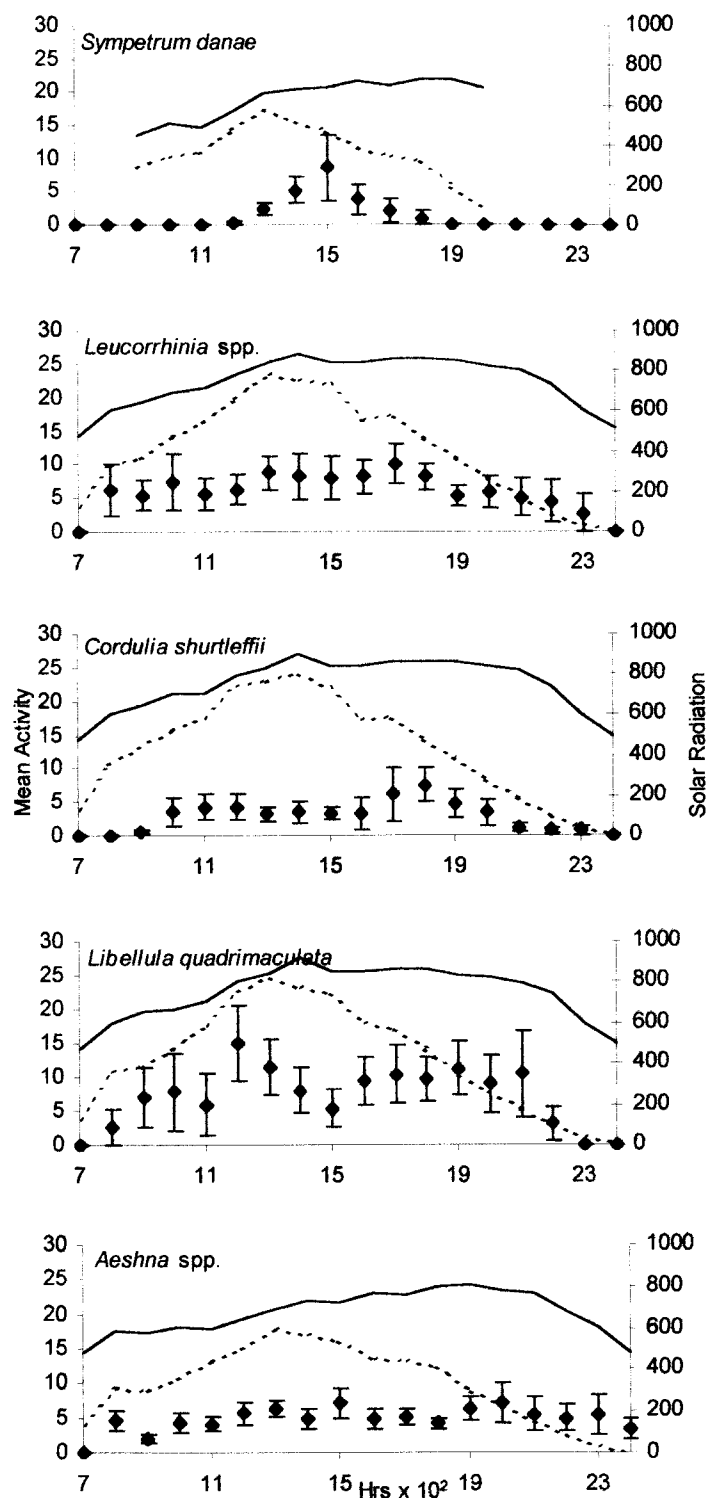 Sympetrum danae
30 25 20 15 10 5 0
1000 800 600 400 200 0
7 11 15 19 23
Leucorrhinia spp.
30 25 20 15 10 5 0
1000 800 600 400 200 0
7 11 15 19 23
Cordulia shurtleffii
30 25 20 15 10 5 0
1000 800 600 400 200 0
Mean Activity
Solar Radiation
7 11 15 19 23
Libellula quadrimaculata
30 25 20 15 10 5 0
1000 800 600 400 200 0
7 11 15 19 23
Aeshna spp.
30 25 20 15 10 5 0
1000 800 600 400 200 0
7 11 15 19 23
Hrs x 10²